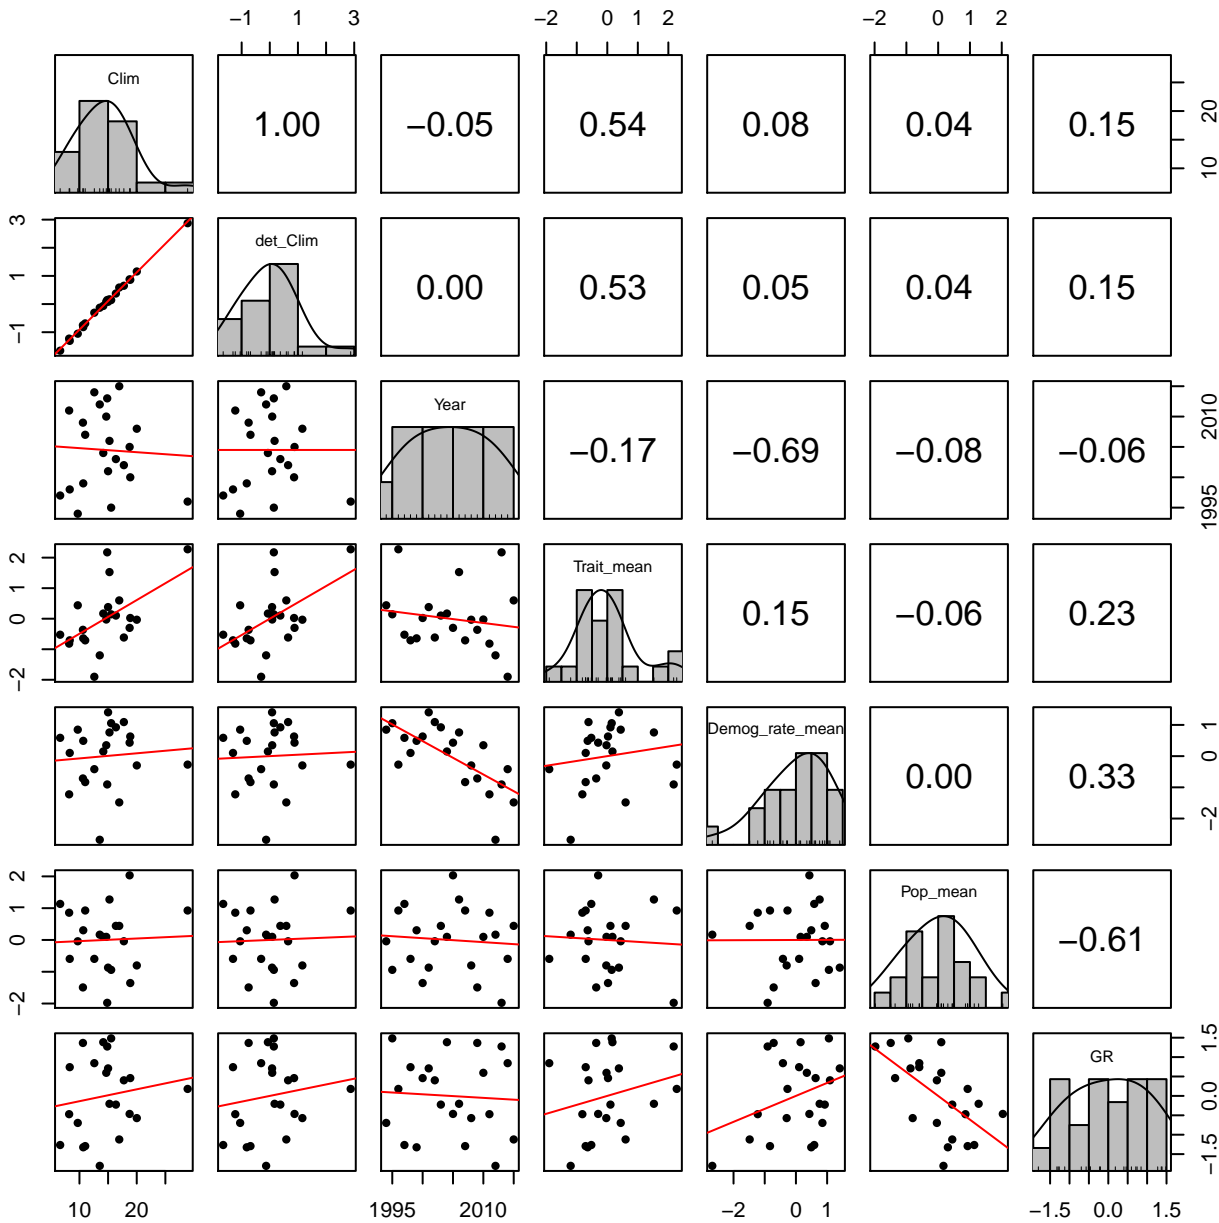 −1 1 3 −2 0 1 2 −2 0 1 2
Clim 1.00 −0.05 0.54 0.08 0.04 0.15 10 20
−1 1 3 det_Clim 0.00 0.53 0.05 0.04 0.15
Year −0.17 −0.69 −0.08 −0.06 1995 2010
−2 0 1 2 Trait_mean 0.15 −0.06 0.23
Demog_rate_mean 0.00 0.33 −2 0 1
−2 0 1 2 Pop_mean −0.61
GR −1.5 0.0 1.5
10 20 1995 2010 −2 0 −1.5 0.0 1.5